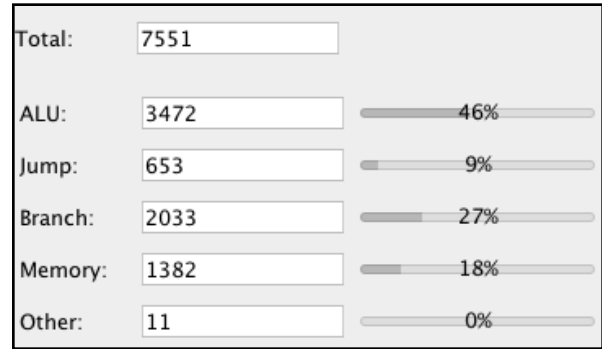 Total: 7551
ALU: 3472 46%
Jump: 653 9%
Branch: 2033 27%
Memory: 1382 18%
Other: 11 0%